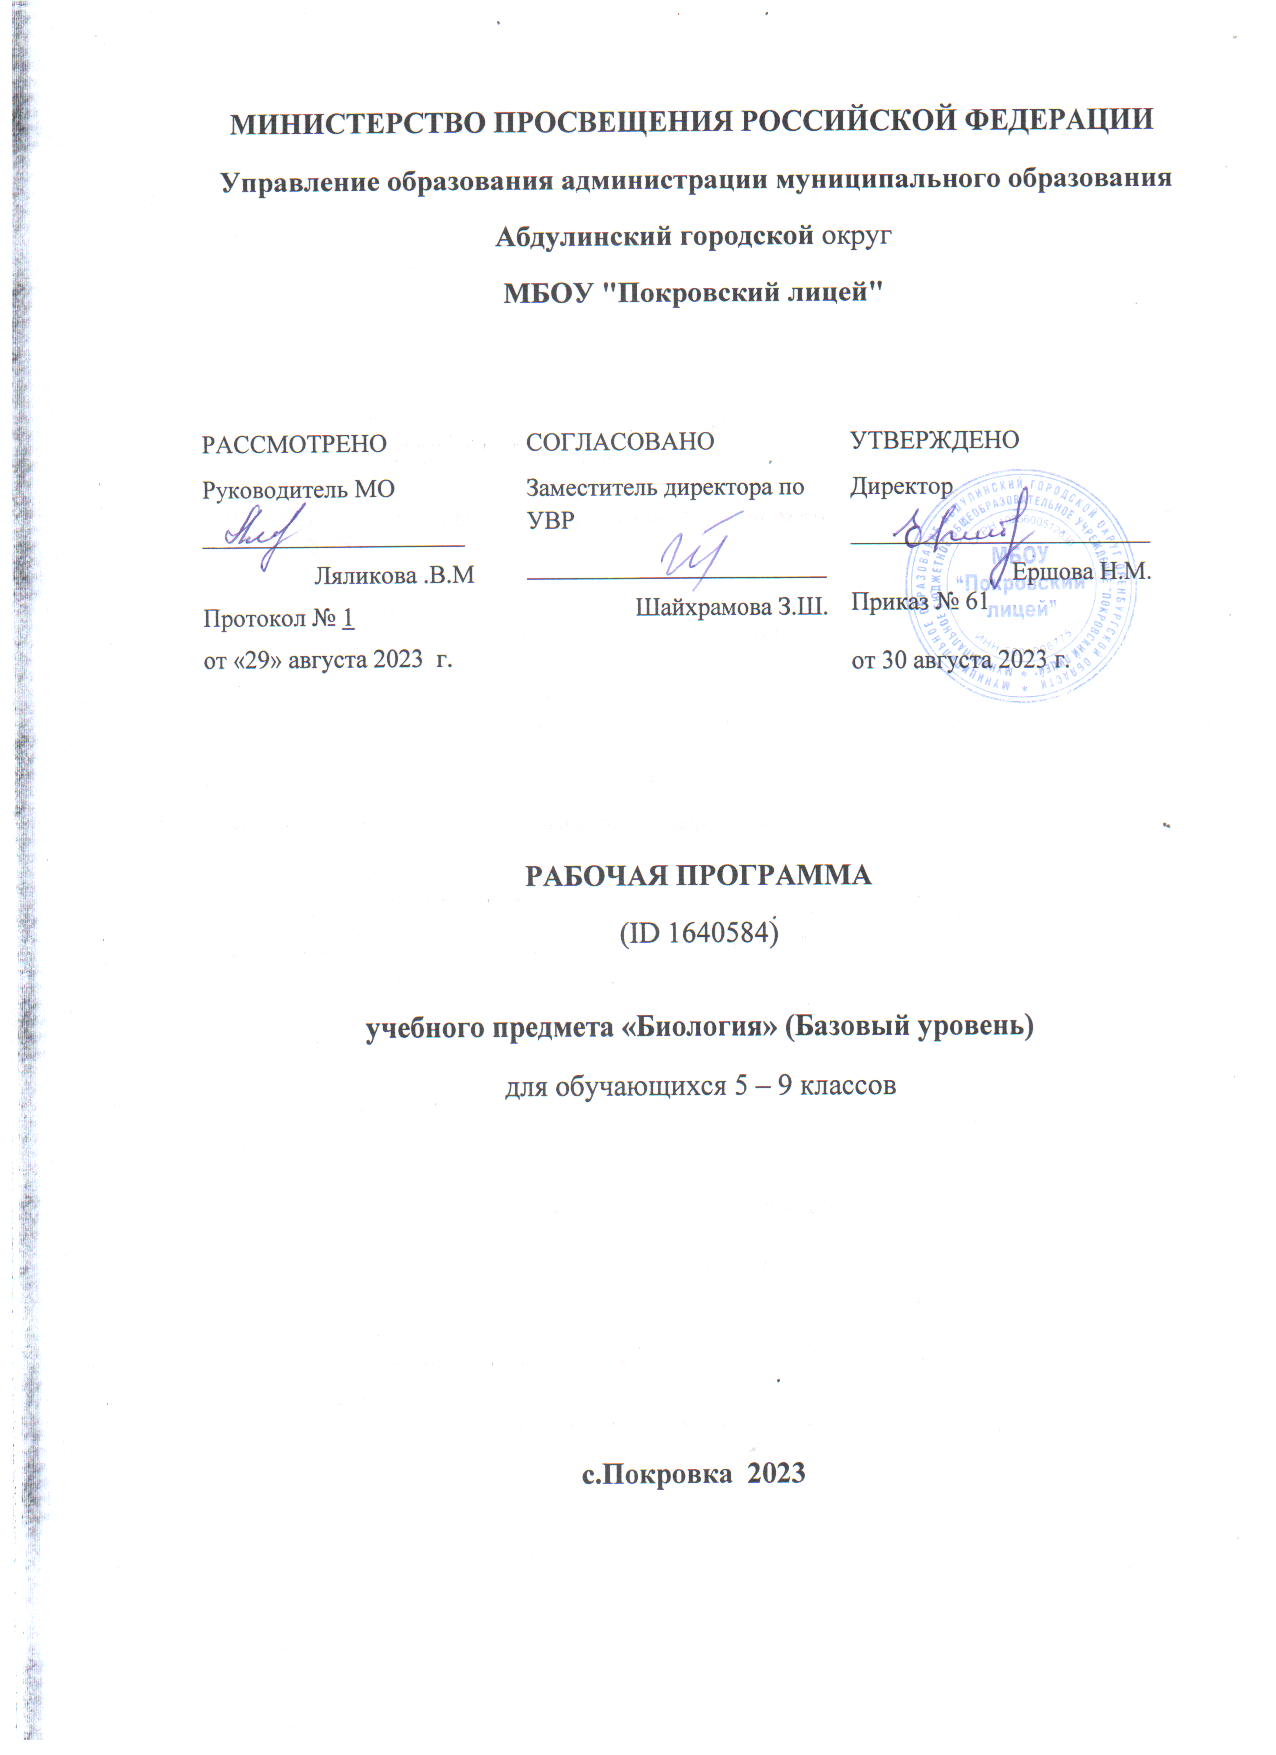 МИНИСТЕРСТВО ПРОСВЕЩЕНИЯ РОССИЙСКОЙ ФЕДЕРАЦИИ
Управление образования администрации муниципального образования
Абдулинский городской округ
МБОУ "Покровский лицей"
РАССМОТРЕНО
Руководитель МО
Ляликова .В.М
Протокол № 1
от «29» августа 2023 г.
СОГЛАСОВАНО
Заместитель директора по
УВР
Шайхрамова З.Ш.
УТВЕРЖДЕНО
Директор
Ершова Н.М.
Приказ № 61
от 30 августа 2023 г.
МБОУ
“Покровский
лицей”
РАБОЧАЯ ПРОГРАММА
(ID 1640584)
учебного предмета «Биология» (Базовый уровень)
для обучающихся 5 – 9 классов
с.Покровка 2023